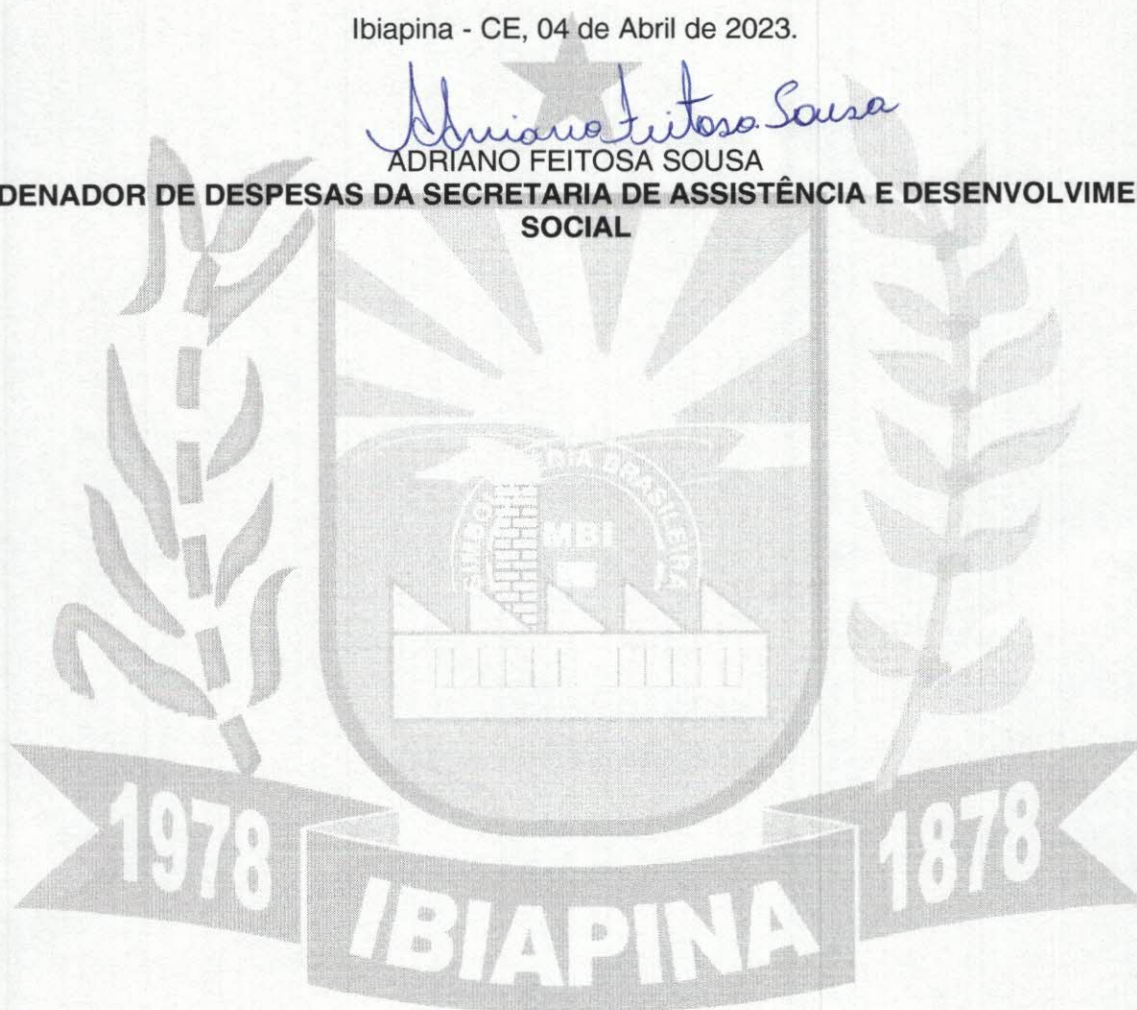 Ibiapina - CE, 04 de Abril de 2023.
Adriano Feitosa Sousa
ADRIANO FEITOSA SOUSA
DENADOR DE DESPESAS DA SECRETARIA DE ASSISTÊNCIA E DESENVOLVIME
SOCIAL
MBI
1978
1878
IBIAPINA